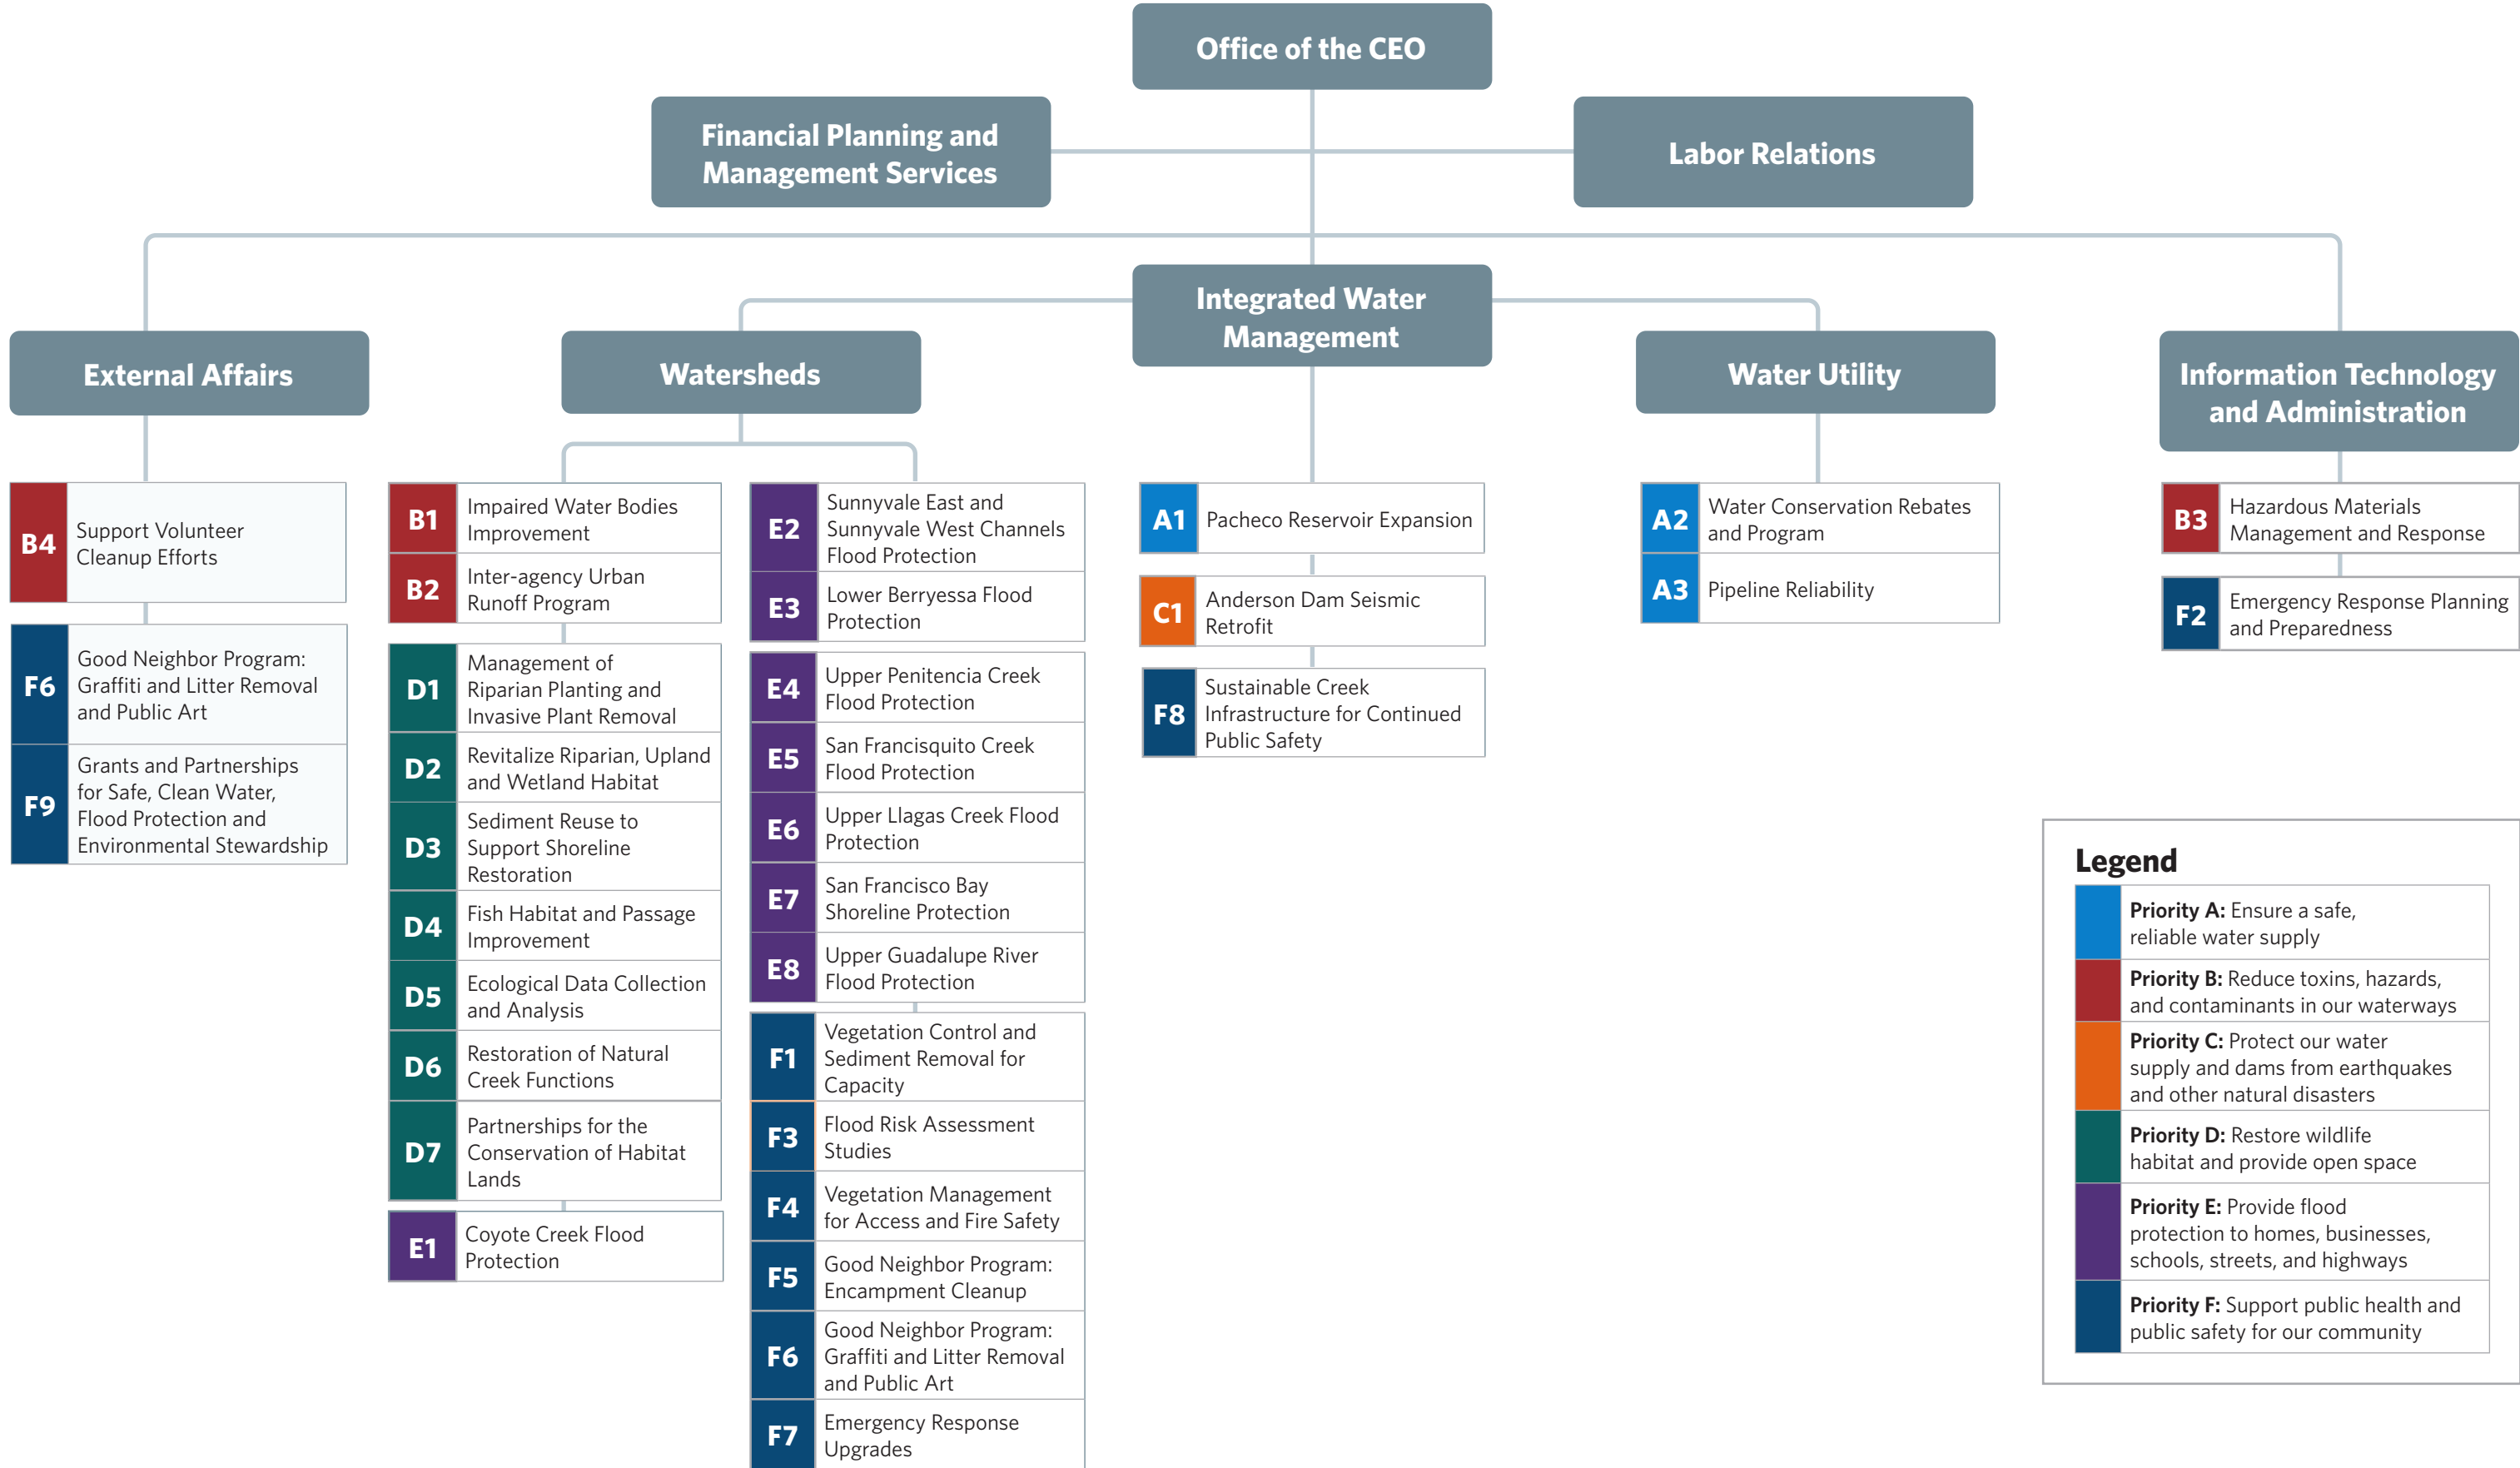 Office of the CEO
Financial Planning and
Management Services
Labor Relations
Integrated Water
Management
External Affairs
Watersheds
Water Utility
Information Technology
and Administration
B4
Support Volunteer
Cleanup Efforts
F6
Good Neighbor Program:
Graffiti and Litter Removal
and Public Art
F9
Grants and Partnerships
for Safe, Clean Water,
Flood Protection and
Environmental Stewardship
B1
Impaired Water Bodies
Improvement
B2
Inter-agency Urban
Runoff Program
D1
Management of
Riparian Planting and
Invasive Plant Removal
D2
Revitalize Riparian, Upland
and Wetland Habitat
D3
Sediment Reuse to
Support Shoreline
Restoration
D4
Fish Habitat and Passage
Improvement
D5
Ecological Data Collection
and Analysis
D6
Restoration of Natural
Creek Functions
D7
Partnerships for the
Conservation of Habitat
Lands
E1
Coyote Creek Flood
Protection
E2
Sunnyvale East and
Sunnyvale West Channels
Flood Protection
E3
Lower Berryessa Flood
Protection
E4
Upper Penitencia Creek
Flood Protection
E5
San Francisquito Creek
Flood Protection
E6
Upper Llagas Creek Flood
Protection
E7
San Francisco Bay
Shoreline Protection
E8
Upper Guadalupe River
Flood Protection
F1
Vegetation Control and
Sediment Removal for
Capacity
F3
Flood Risk Assessment
Studies
F4
Vegetation Management
for Access and Fire Safety
F5
Good Neighbor Program:
Encampment Cleanup
F6
Good Neighbor Program:
Graffiti and Litter Removal
and Public Art
F7
Emergency Response
Upgrades
A1
Pacheco Reservoir Expansion
C1
Anderson Dam Seismic
Retrofit
F8
Sustainable Creek
Infrastructure for Continued
Public Safety
A2
Water Conservation Rebates
and Program
A3
Pipeline Reliability
B3
Hazardous Materials
Management and Response
F2
Emergency Response Planning
and Preparedness
Legend
Priority A: Ensure a safe,
reliable water supply
Priority B: Reduce toxins, hazards,
and contaminants in our waterways
Priority C: Protect our water
supply and dams from earthquakes
and other natural disasters
Priority D: Restore wildlife
habitat and provide open space
Priority E: Provide flood
protection to homes, businesses,
schools, streets, and highways
Priority F: Support public health and
public safety for our community